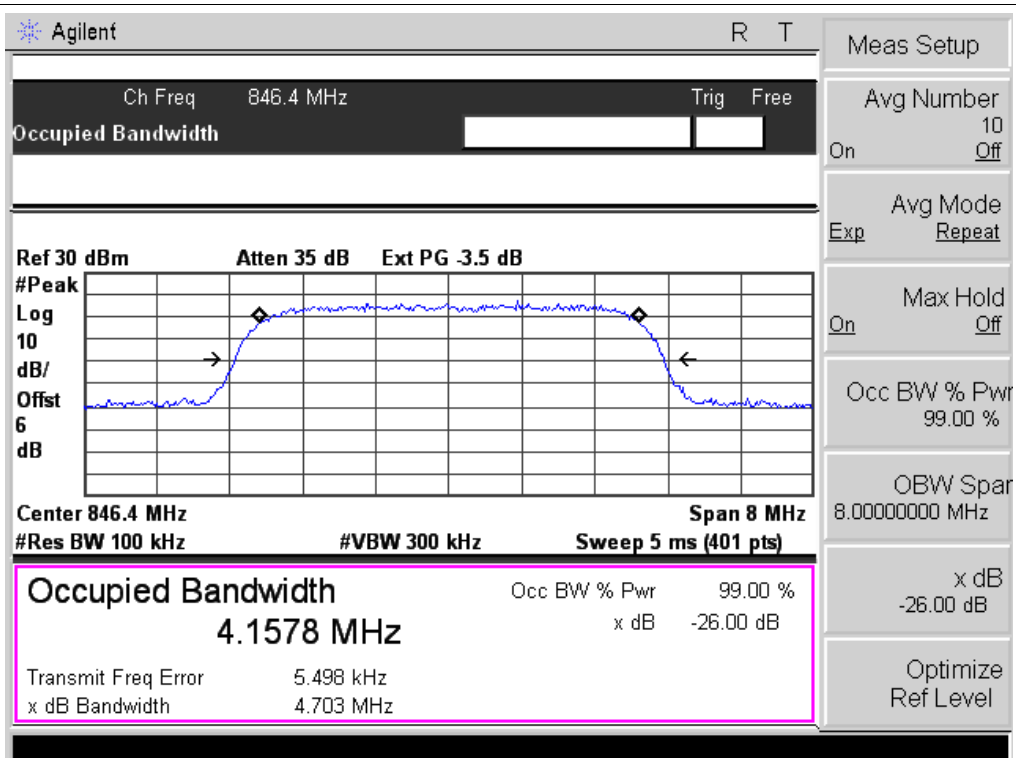 Agilent R T
Ch Freq 846.4 MHz Trig Free
Occupied Bandwidth
Ref 30 dBm Atten 35 dB Ext PG -3.5 dB
#Peak
Log
10
dB/
Offst
6
dB
Center 846.4 MHz Span 8 MHz
#Res BW 100 kHz #VBW 300 kHz Sweep 5 ms (401 pts)
Occupied Bandwidth Occ BW % Pwr 99.00 %
4.1578 MHz x dB -26.00 dB
Transmit Freq Error 5.498 kHz
x dB Bandwidth 4.703 MHz
Meas Setup
Avg Number
10
On Off
Avg Mode
Exp Repeat
Max Hold
On Off
Occ BW % Pwr
99.00 %
OBW Span
8.00000000 MHz
x dB
-26.00 dB
Optimize
Ref Level